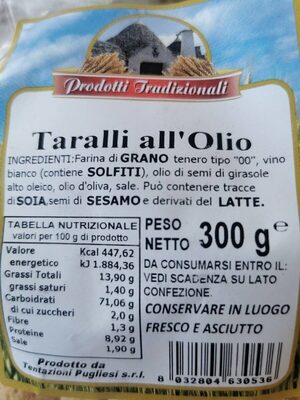 Prodotti Tradizionali
Taralli all'Olio
INGREDIENTI:Farina di GRANO tenero tipo "00", vino
bianco (contiene SOLFITI), olio di semi di girasole
alto oleico, olio d'oliva, sale. Può contenere tracce
di SOIA, semi di SESAMO e derivati del LATTE.
TABELLA NUTRIZIONALE
valori per 100 g di prodotto
Valore Kcal 447,62
energetico kJ 1.884,36
Grassi Totali 13,90 g
grassi saturi 1,40 g
Carboidrati 71,06 g
di cui zuccheri 2,0 g
Fibre 1,3 g
Proteine 8,92 g
Sale 1,90 g
Prodotto da
Tentazioni Pugliesi s.r.l.
PESO
NETTO 300 g e
DA CONSUMARSI ENTRO IL:
VEDI SCADENZA SU LATO
CONFEZIONE.
CONSERVARE IN LUOGO
FRESCO E ASCIUTTO
8 032804 630536